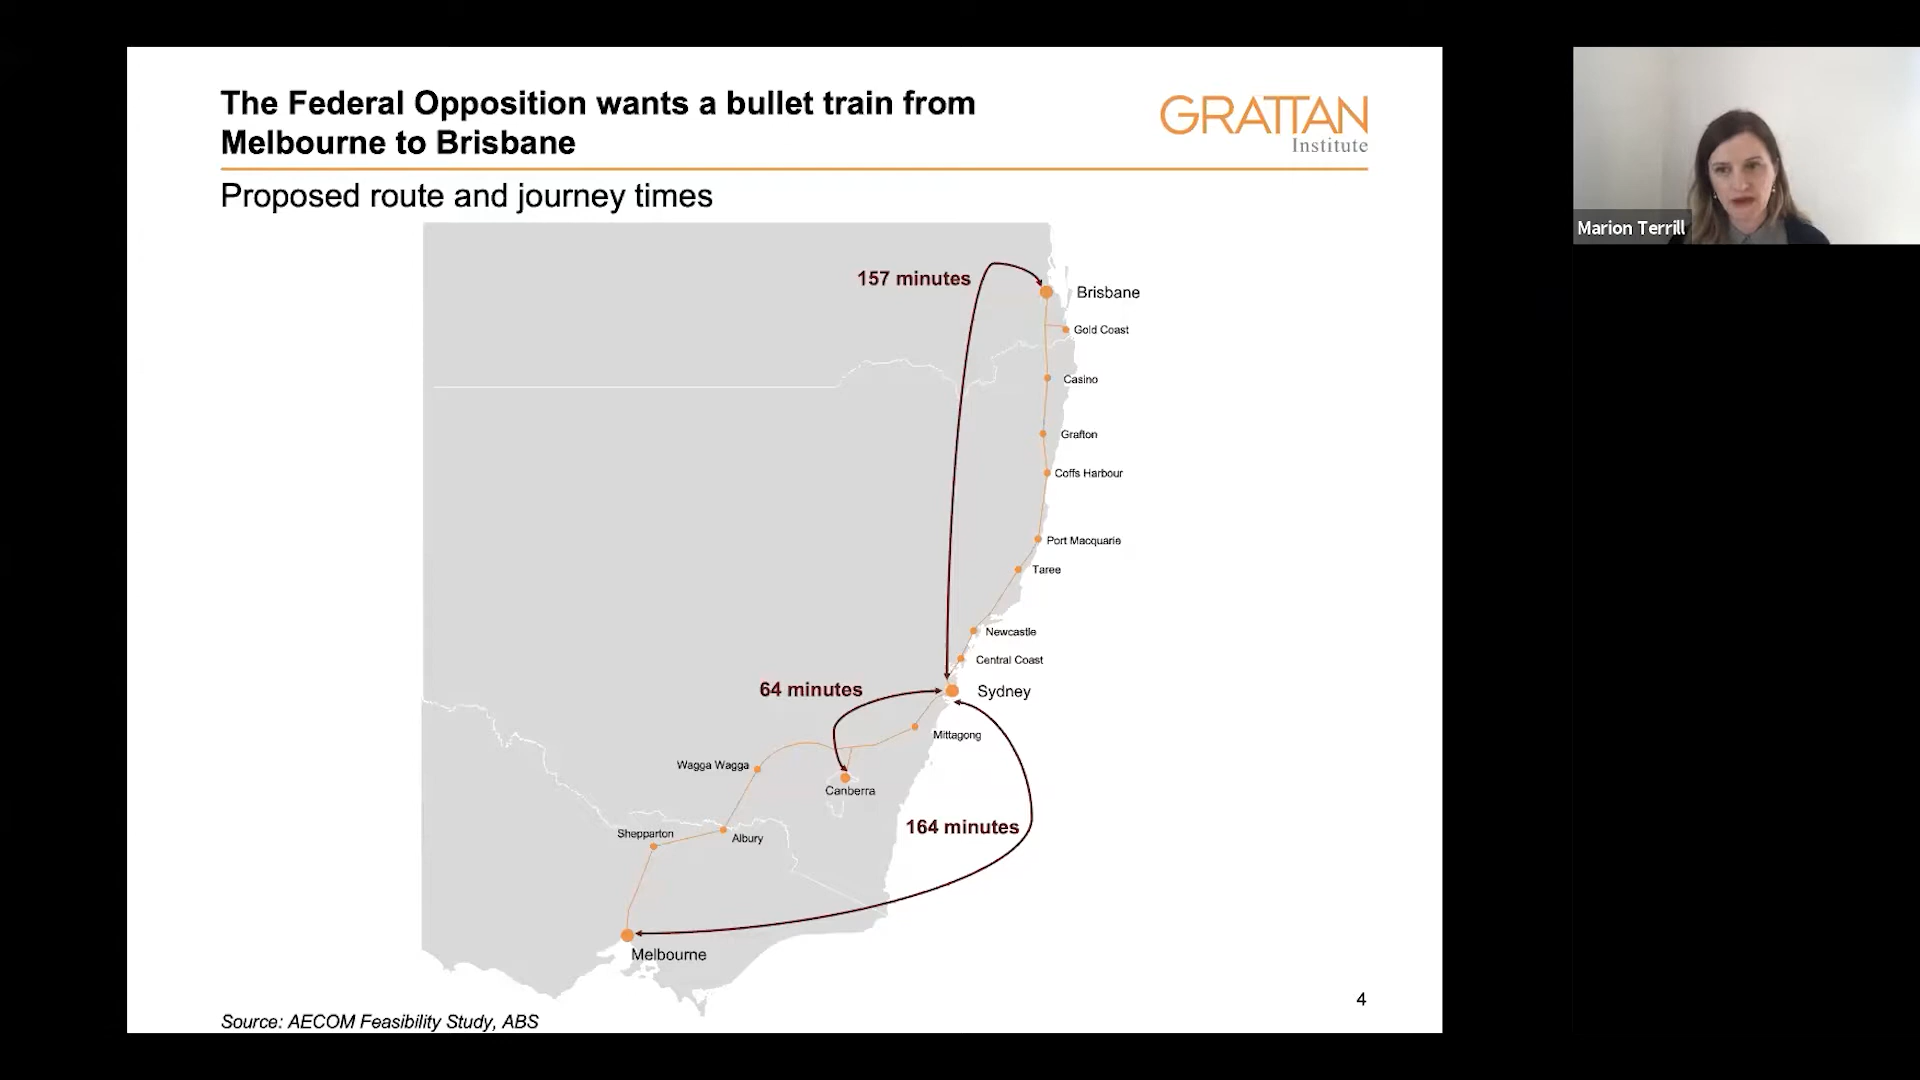 The Federal Opposition wants a bullet train from
Melbourne to Brisbane
GRATTAN
Institute
Proposed route and journey times
157 minutes
Brisbane
Gold Coast
Casino
Grafton
Coffs Harbour
Port Macquarie
Taree
Newcastle
Central Coast
64 minutes
Sydney
Mittagong
Wagga Wagga
Canberra
164 minutes
Shepparton
Albury
Melbourne
4
Source: AECOM Feasibility Study, ABS
Marion Terrill